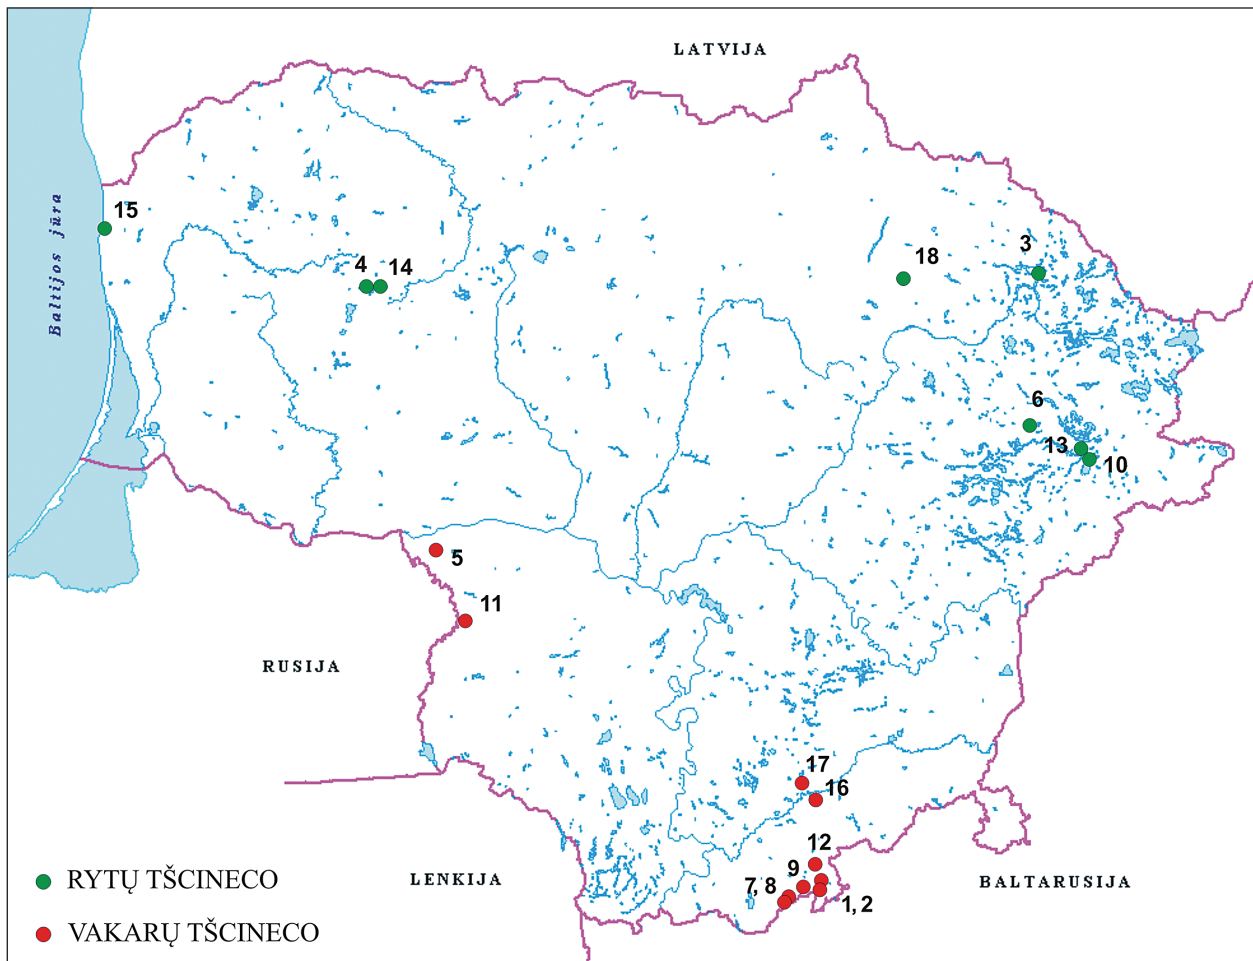 LATVIJA
Baltijos jūra
15
4
14
18
3
6
13
10
5
11
RUSIJA
17
16
12
9
7, 8
1, 2
LENKIJA
BALTARUSIJA
RYTŲ TŠCINECO
VAKARŲ TŠCINECO